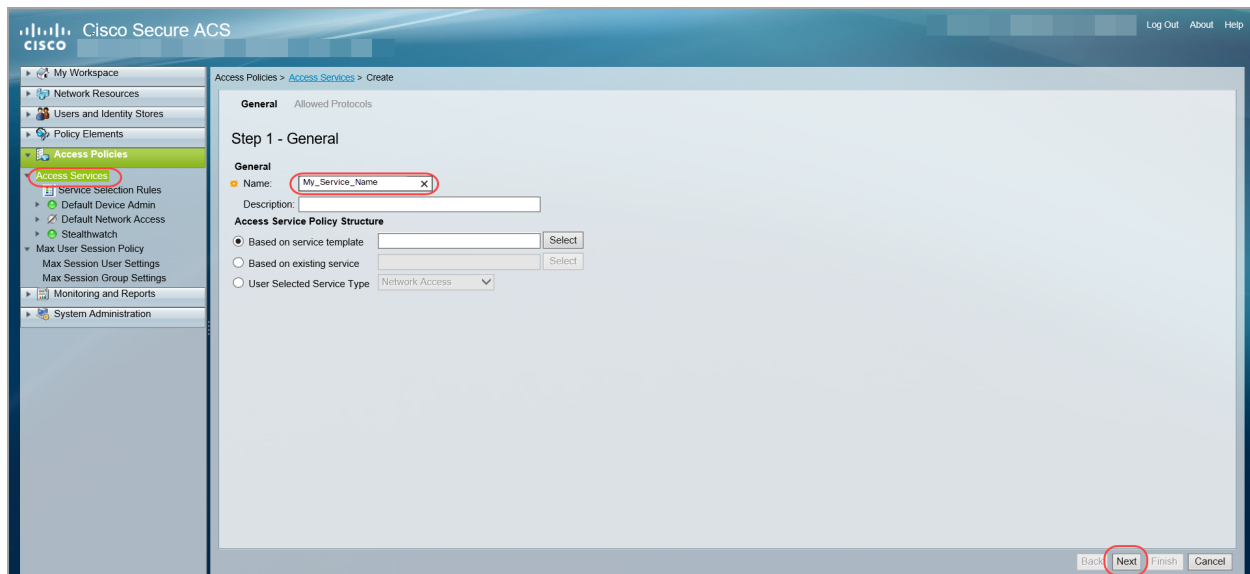 Cisco Secure ACS
CISCO
Log Out About Help
My Workspace
Network Resources
Users and Identity Stores
Policy Elements
Access Policies
Access Services
Service Selection Rules
Default Device Admin
Default Network Access
Stealthwatch
Max User Session Policy
Max Session User Settings
Max Session Group Settings
Monitoring and Reports
System Administration
Access Policies > Access Services > Create
General Allowed Protocols
Step 1 - General
General
Name: My_Service_Name
Description:
Access Service Policy Structure
Based on service template Select
Based on existing service Select
User Selected Service Type Network Access
Back Next Finish Cancel